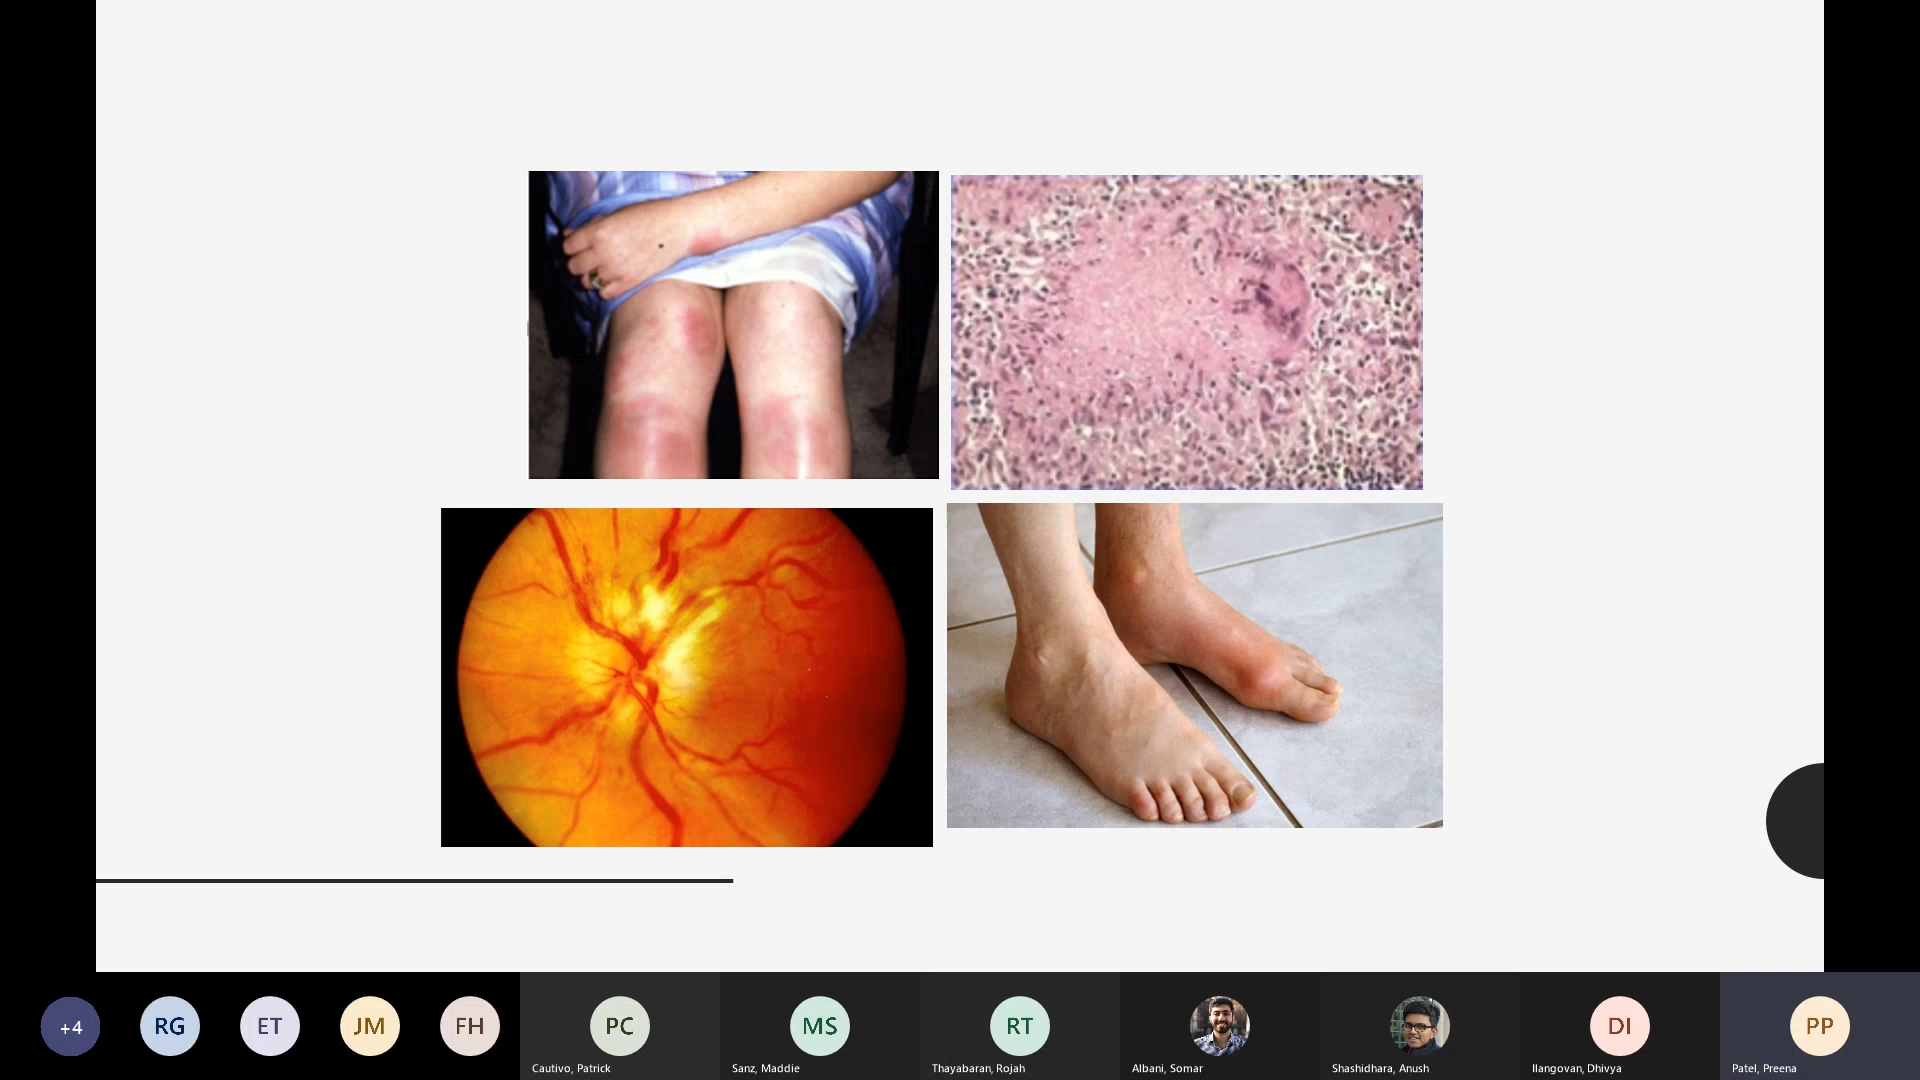 +4
RG
ET
JM
FH
PC
MS
RT
DI
PP
Cautivo, Patrick
Sanz, Maddie
Thayabaran, Rojah
Albani, Somar
Shashidhara, Anush
Ilangovan, Dhivya
Patel, Preena